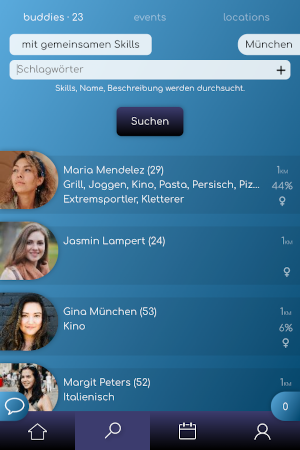 buddies · 23 events locations
mit gemeinsamen Skills München
Schlagwörter +
Skills, Name, Beschreibung werden durchsucht.
Suchen
Maria Mendelez (29) 1KM
Grill, Joggen, Kino, Pasta, Persisch, Piz... 44%
Extremsportler, Kletterer ♀
Jasmin Lampert (24) 1KM
♀
Gina München (53) 1KM
Kino 6%
♀
Margit Peters (52) 1KM
Italienisch
0